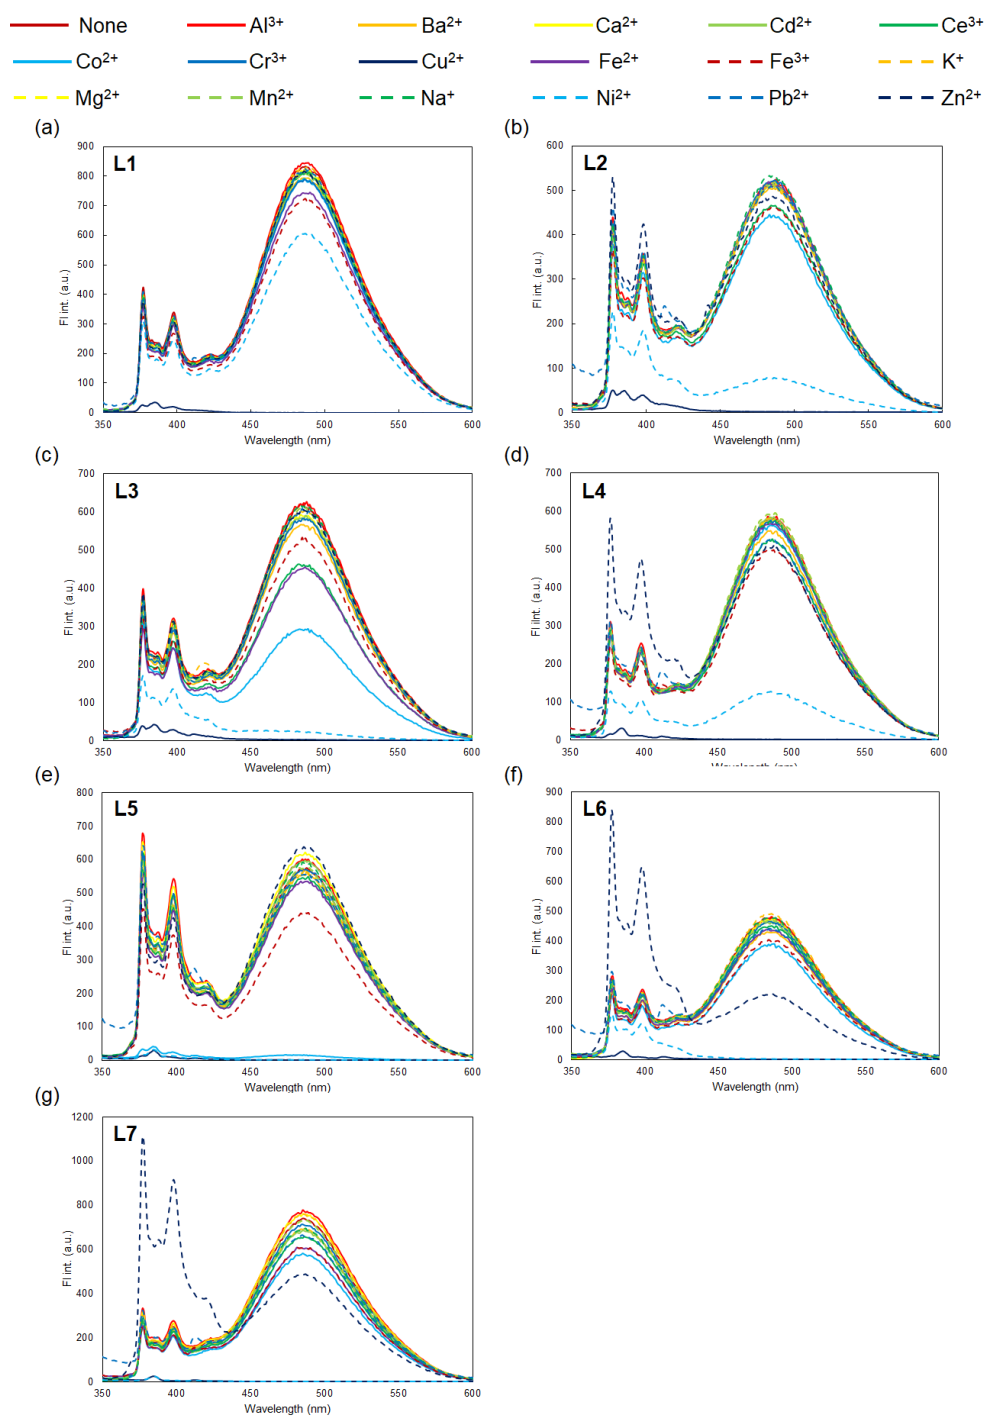 None Al3+ Ba2+ Ca2+ Cd2+ Ce3+
Co2+ Cr3+ Cu2+ Fe2+ Fe3+ K+
Mg2+ Mn2+ Na+ Ni2+ Pb2+ Zn2+
(a) (b)
L1
900
800
700
600
500
400
300
200
100
0
Fl int. (a.u.)
350 400 450 500 550 600
Wavelength (nm)
L2
600
500
400
300
200
100
0
Fl int. (a.u.)
350 400 450 500 550 600
Wavelength (nm)
(c) (d)
L3
700
600
500
400
300
200
100
0
Fl int. (a.u.)
350 400 450 500 550 600
Wavelength (nm)
L4
700
600
500
400
300
200
100
0
Fl iint. (a.u.)
350 400 450 500 550 600
Wavelength (nm)
(e) (f)
L5
800
700
600
500
400
300
200
100
0
Fl int. (a.u.)
350 400 450 500 550 600
Wavelength (nm)
L6
900
800
700
600
500
400
300
200
100
0
Fl int. (a.u.)
350 400 450 500 550 600
Wavelength (nm)
(g)
L7
1200
1000
800
600
400
200
0
Fl int. (a.u.)
350 400 450 500 550 600
Wavelength (nm)